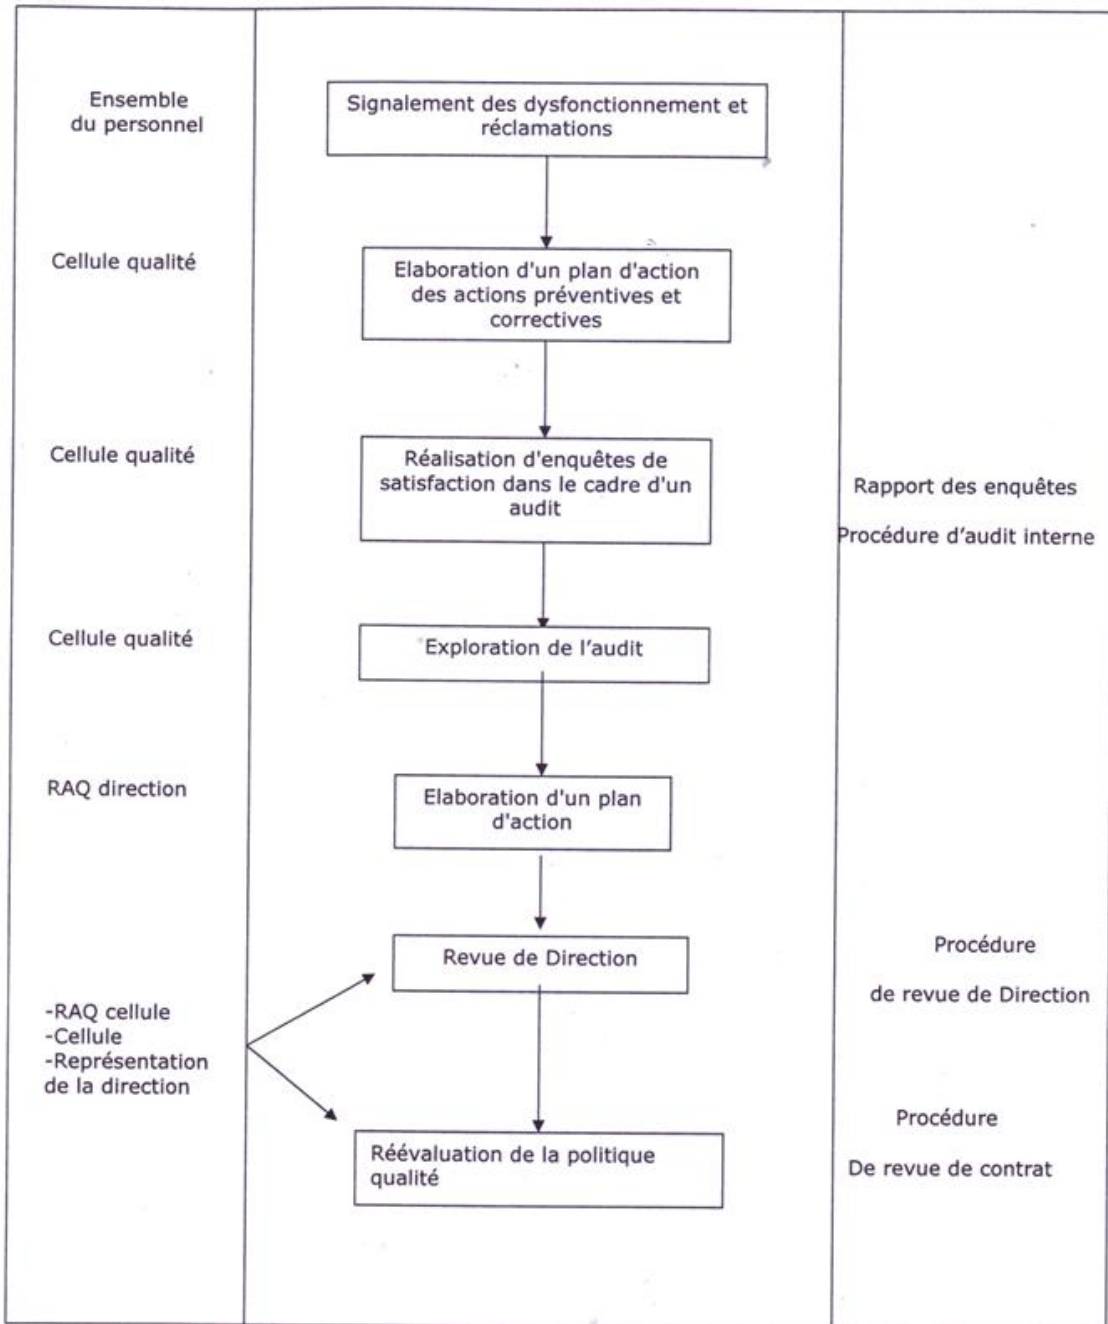 Ensemble
du personnel
Signalement des dysfonctionnement et
réclamations
Cellule qualité
Elaboration d'un plan d'action
des actions préventives et
correctives
Cellule qualité
Réalisation d'enquêtes de
satisfaction dans le cadre d'un
audit
Rapport des enquêtes
Procédure d'audit interne
Cellule qualité
Exploration de l'audit
RAQ direction
Elaboration d'un plan
d'action
Revue de Direction
Procédure
de revue de Direction
-RAQ cellule
-Cellule
-Représentation
de la direction
Réévaluation de la politique
qualité
Procédure
De revue de contrat